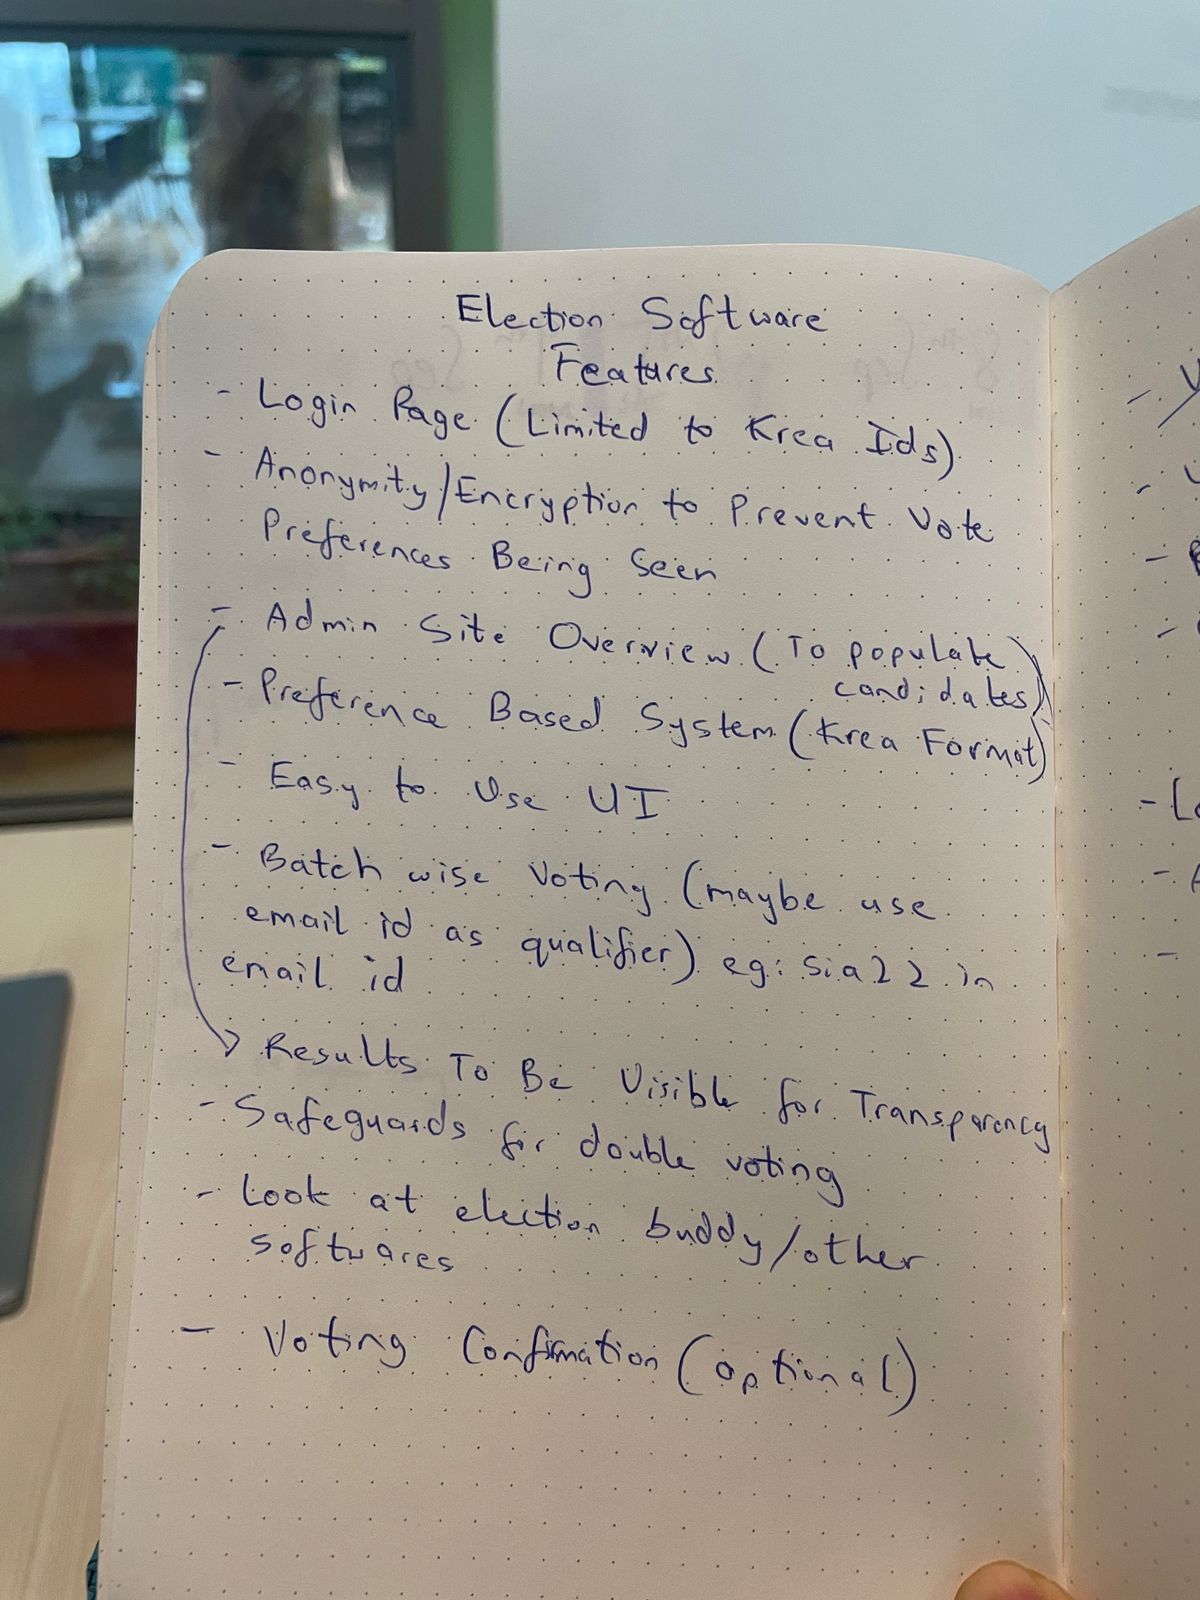 Election Software
Features
- Login Page (Limited to Krea Ids)
- Anonymity/Encryption to Prevent Vote
Preferences Being Seen
- Admin Site Overview (To populate
candidates)
- Preference Based System (Krea Format)
- Easy to Use UI
- Batch wise Voting (maybe use
email id as qualifier) eg: sia22 in
email id
Results To Be Visible for Transparency
- Safeguards for double voting
- Look at election buddy/other
softwares
- Voting Confirmation (optional)